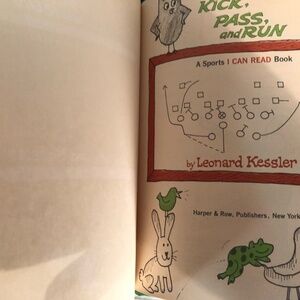 KICK,
PASS,
and RUN
A Sports I CAN READ Book
by Leonard Kessler
Harper & Row, Publishers, New York